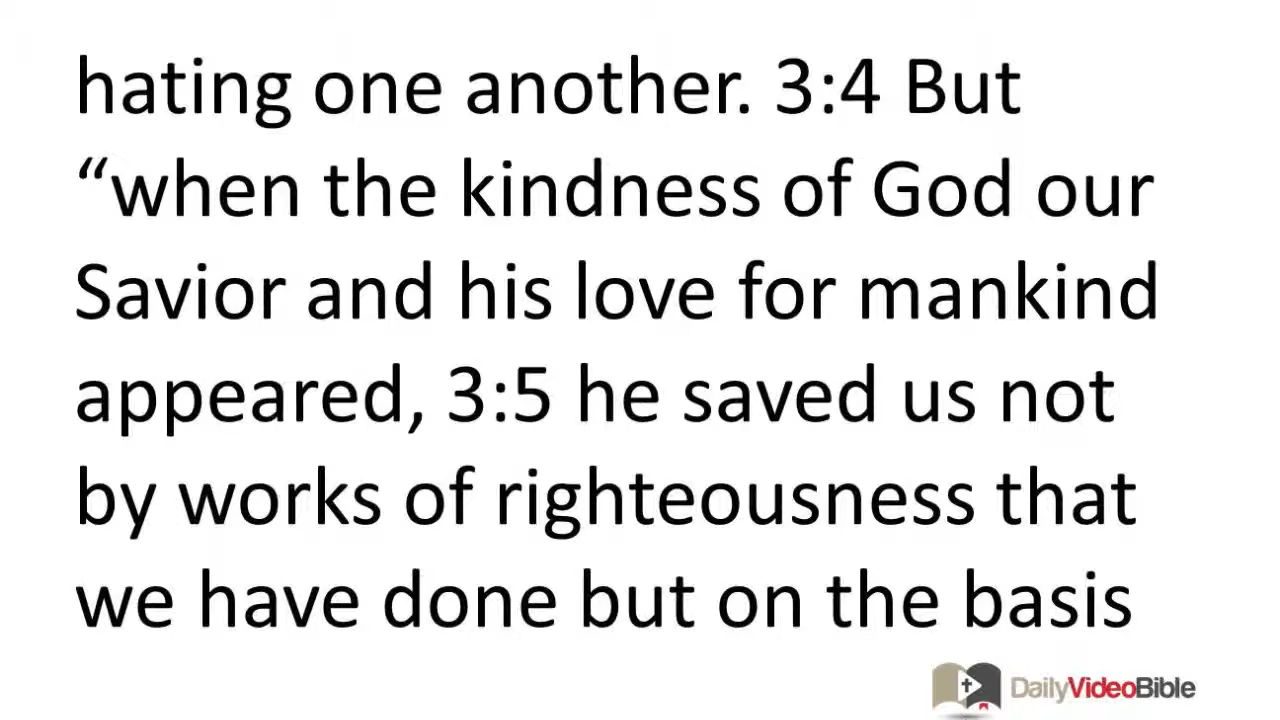 hating one another. 3:4 But
“when the kindness of God our
Savior and his love for mankind
appeared, 3:5 he saved us not
by works of righteousness that
we have done but on the basis
DailyVideoBible